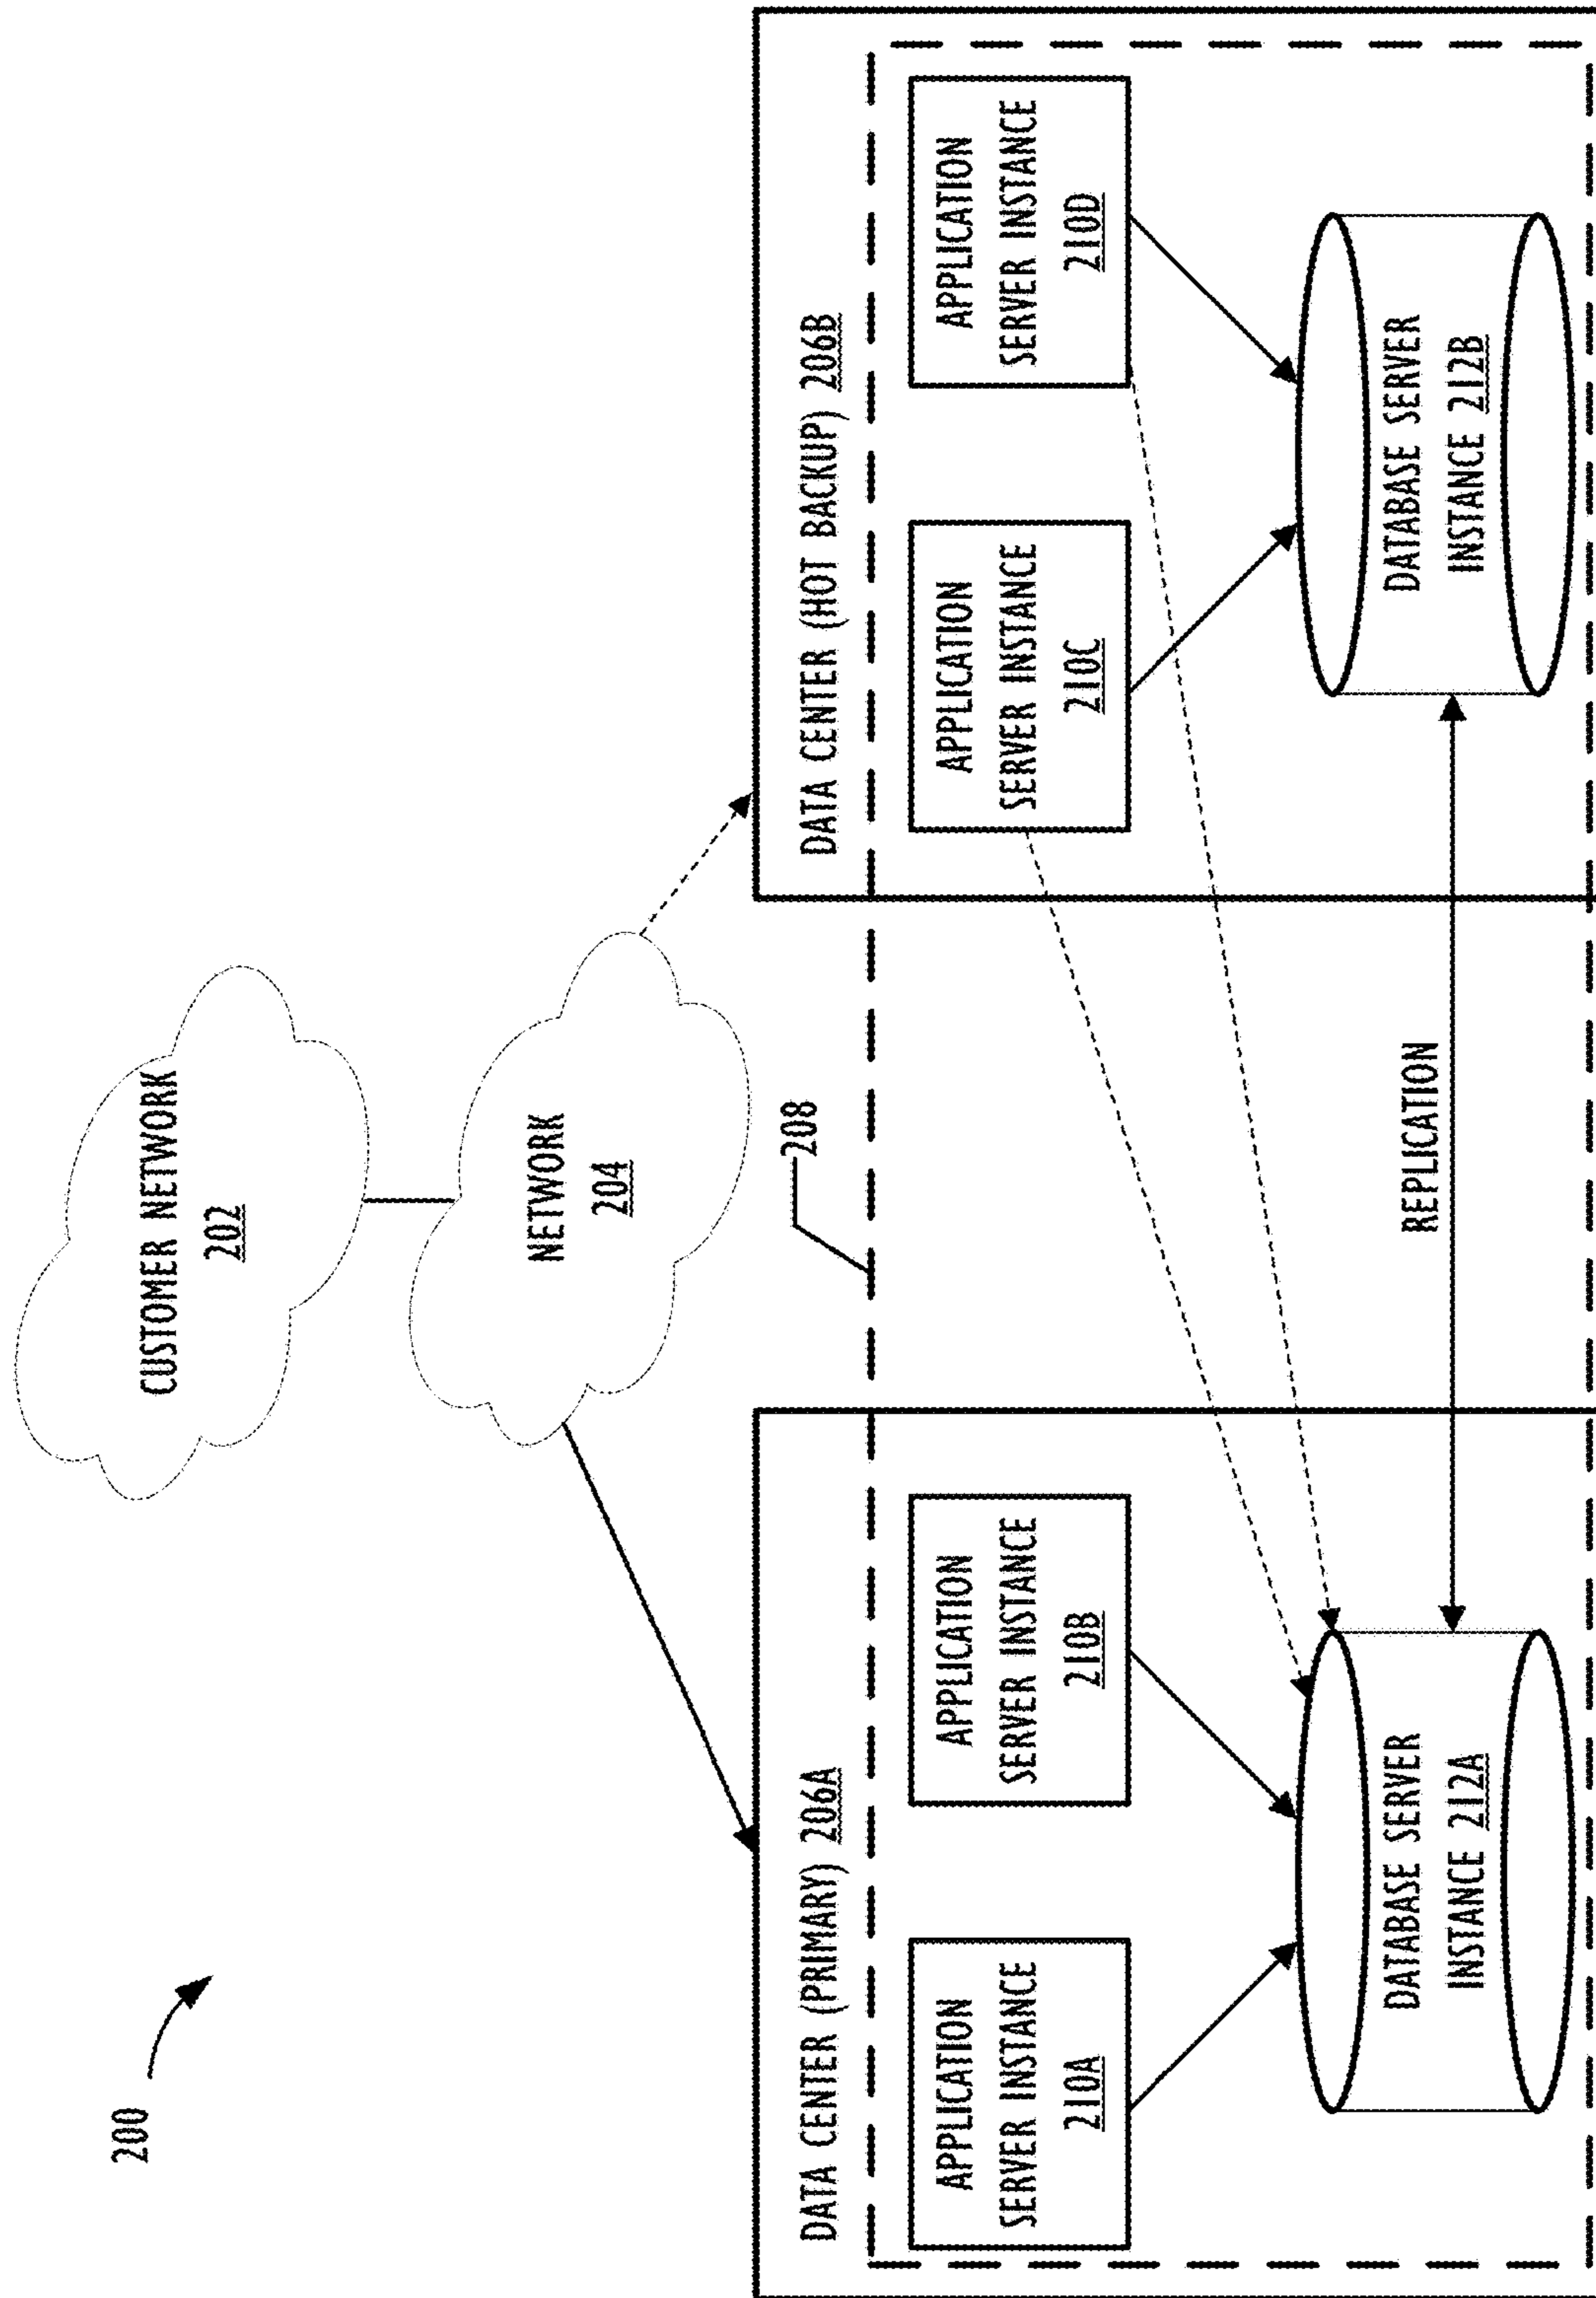 200
CUSTOMER NETWORK
202
NETWORK
204
208
DATA CENTER (PRIMARY) 206A
APPLICATION
SERVER INSTANCE
210A
APPLICATION
SERVER INSTANCE
210B
DATABASE SERVER
INSTANCE 212A
REPLICATION
DATA CENTER (HOT BACKUP) 206B
APPLICATION
SERVER INSTANCE
210C
APPLICATION
SERVER INSTANCE
210D
DATABASE SERVER
INSTANCE 212B